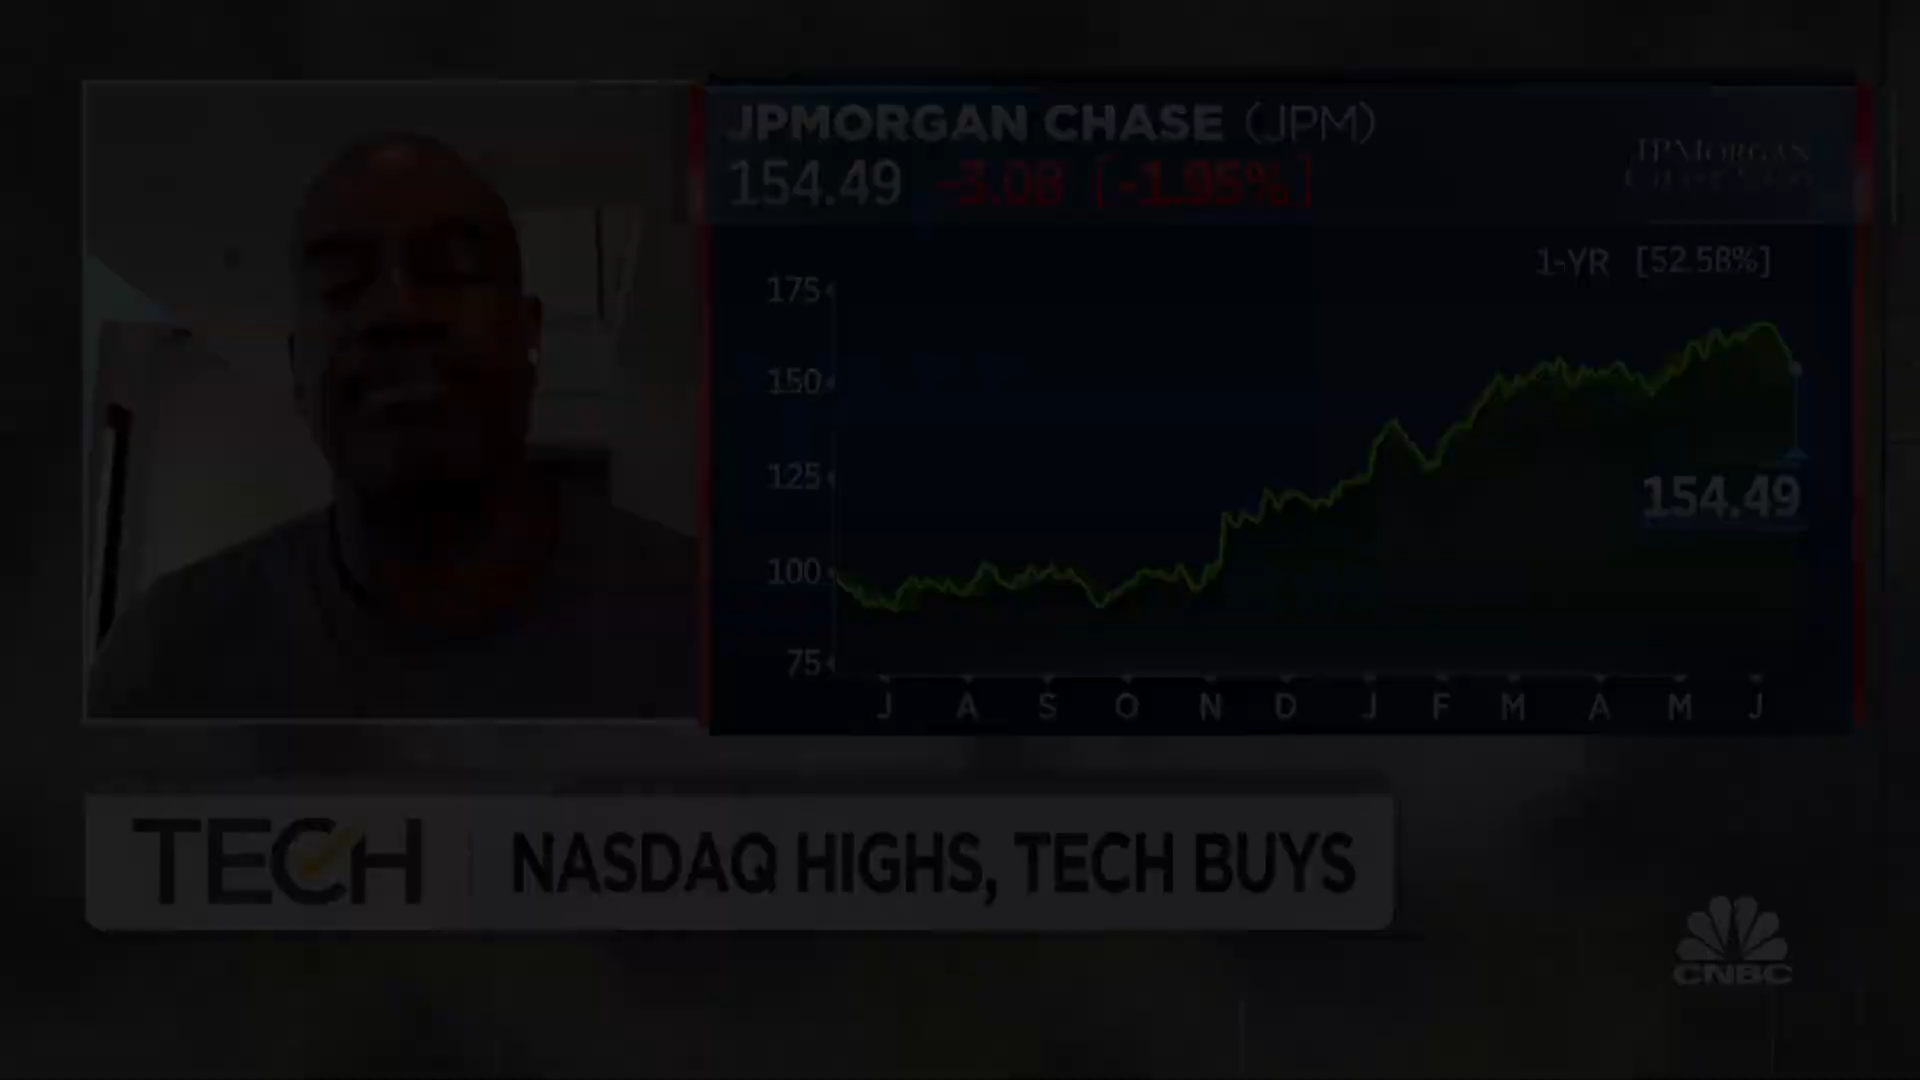 JPMORGAN CHASE (JPM)
154.49 -3.08 [-1.95%]
JPMORGAN
1-YR [52.58%]
175
150
125
100
75
154.49
J A S O N D J F M A M J
TECH NASDAQ HIGHS, TECH BUYS
CNBC